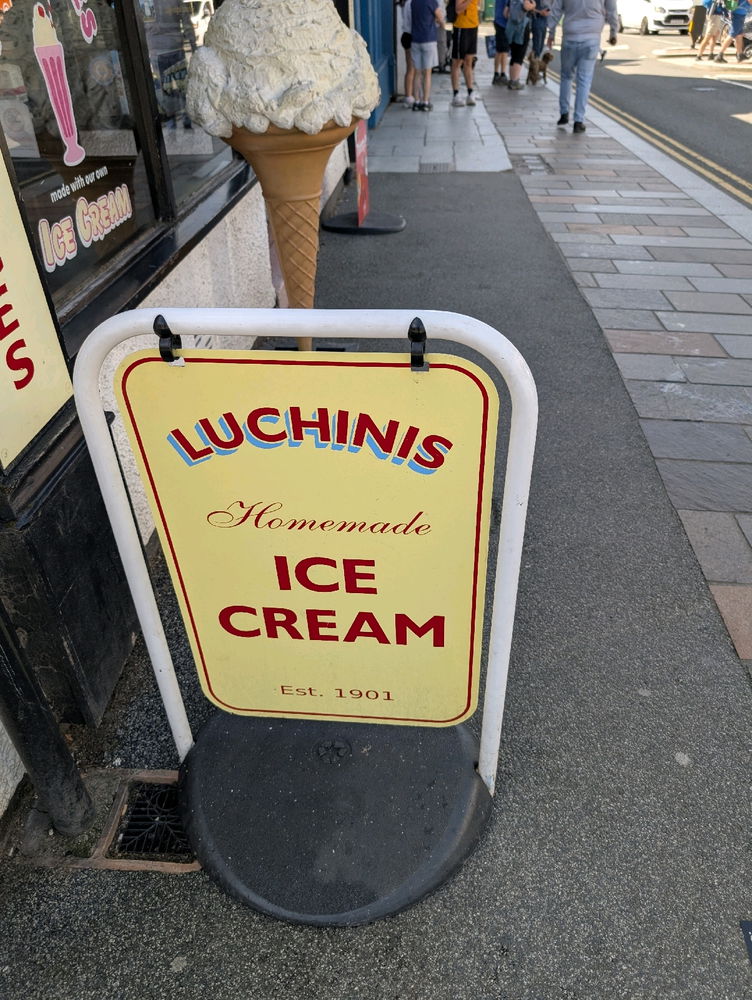 made with our own
ICE CREAM
LUCHINIS
Homemade
ICE
CREAM
Est. 1901